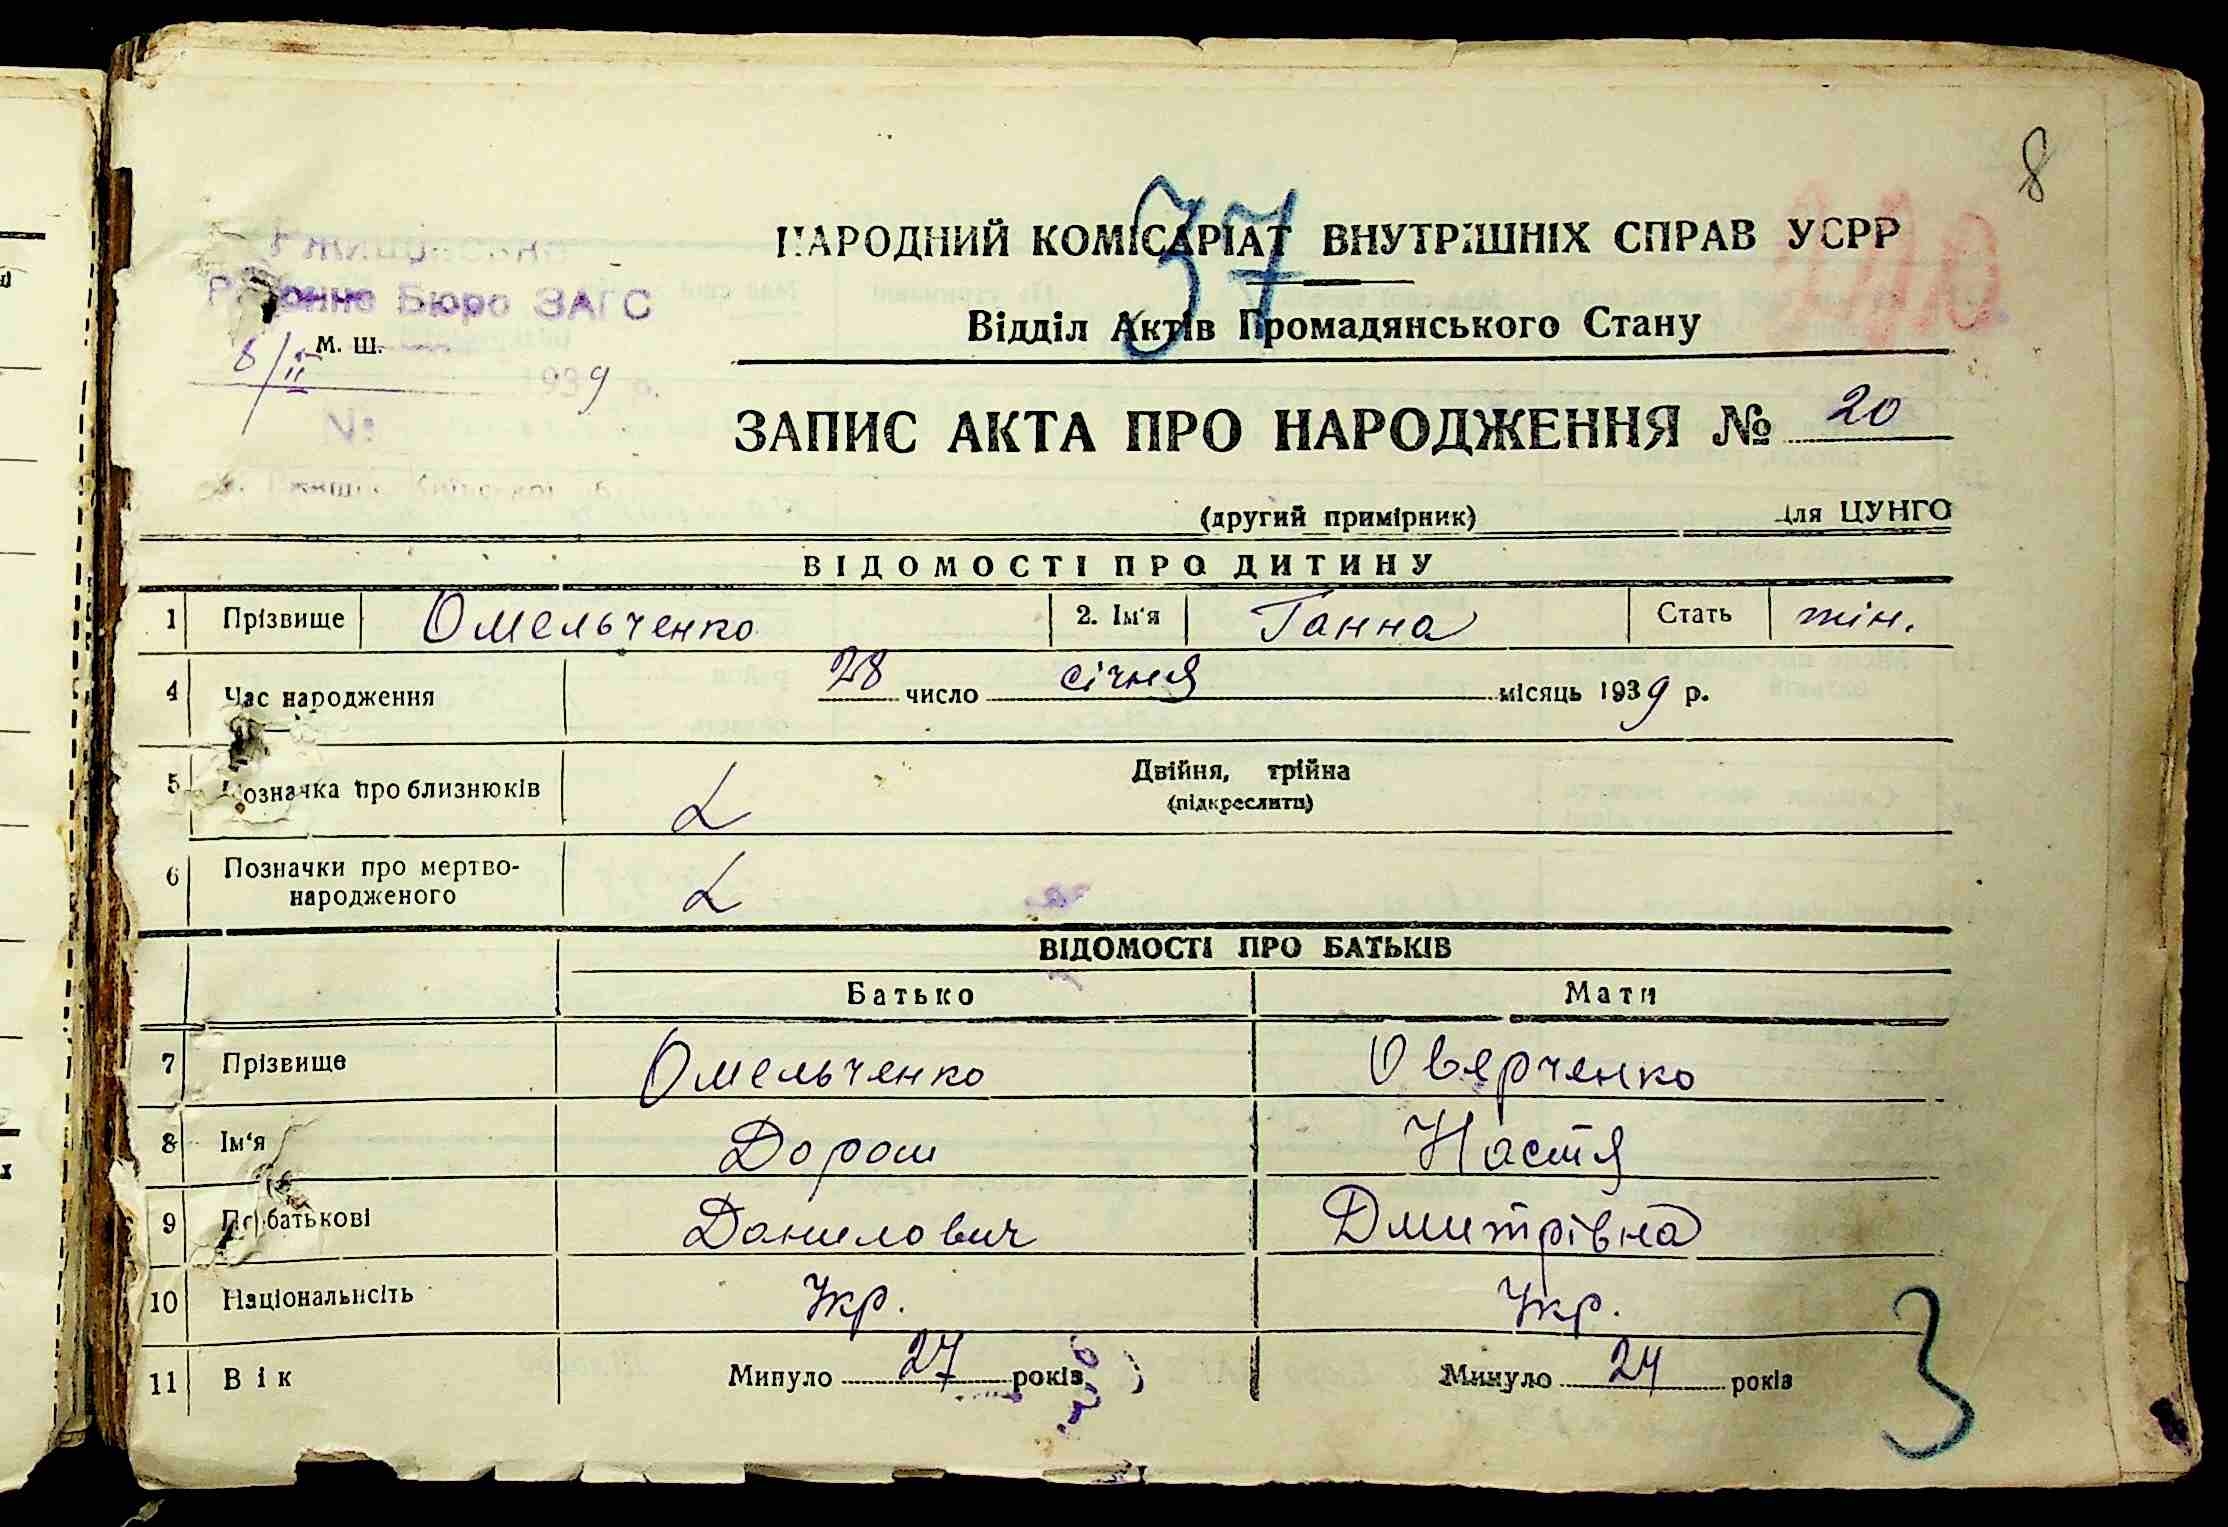 8
37
НАРОДНИЙ КОМІСАРІАТ ВНУТРІШНІХ СПРАВ УСРР
Районне Бюро ЗАГС
Відділ Актів Громадянського Стану
М. Ш.
8/II 1939 р.
№
ЗАПИС АКТА ПРО НАРОДЖЕННЯ № 20
(другий примірник) Для ЦУНГО
ВІДОМОСТІ ПРО ДИТИНУ
1 Прізвище Омельченко 2. Ім'я Ганна Стать жін.
4 Час народження 28 число січня місяць 1939 р.
5 Позначка про близнюків Двійня, трійна
(підкреслити)
6 Позначки про мертво-
народженого
ВІДОМОСТІ ПРО БАТЬКІВ
Батько Мати
7 Прізвище Омельченко Овярченко
8 Ім'я Дорош Настя
9 По батькові Данилович Дмитрівна
10 Національність Укр. Укр.
11 Вік Минуло 27 років Минуло 24 років
3